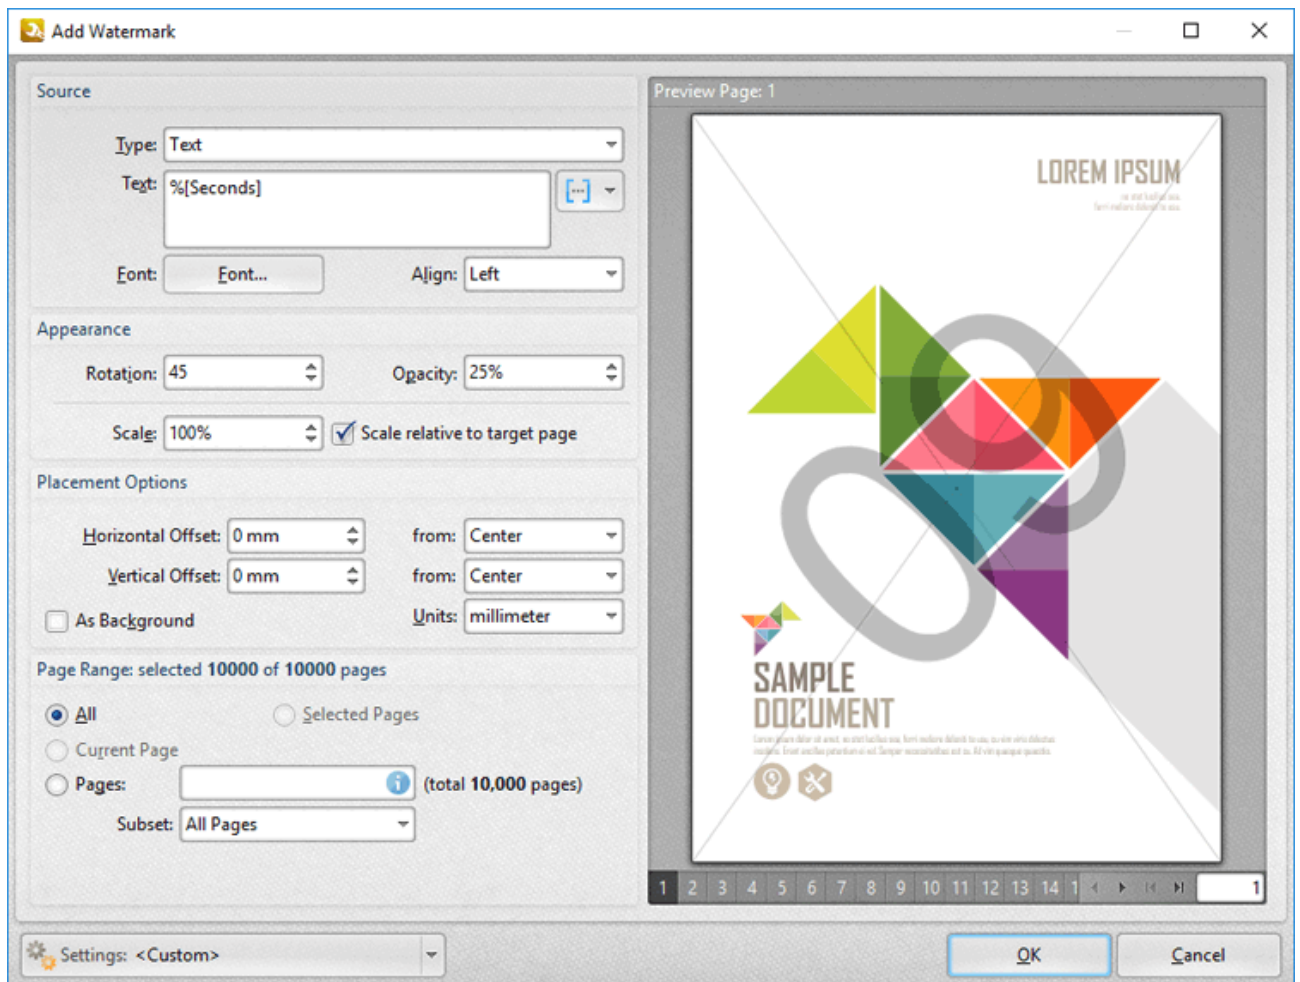 Add Watermark
Source
Type: Text
Text: %[Seconds]
Font: Font... Align: Left
Appearance
Rotation: 45 Opacity: 25%
Scale: 100% Scale relative to target page
Placement Options
Horizontal Offset: 0 mm from: Center
Vertical Offset: 0 mm from: Center
As Background Units: millimeter
Page Range: selected 10000 of 10000 pages
All Selected Pages
Current Page
Pages: (total 10,000 pages)
Subset: All Pages
Preview Page: 1
LOREM IPSUM
SAMPLE
DOCUMENT
1 2 3 4 5 6 7 8 9 10 11 12 13 14 1 1
Settings: <Custom> OK Cancel